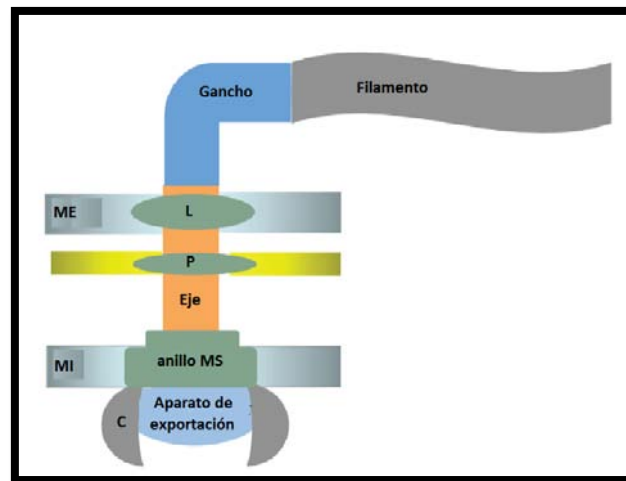 Gancho
Filamento
ME
L
P
Eje
MI
anillo MS
C
Aparato de
exportación